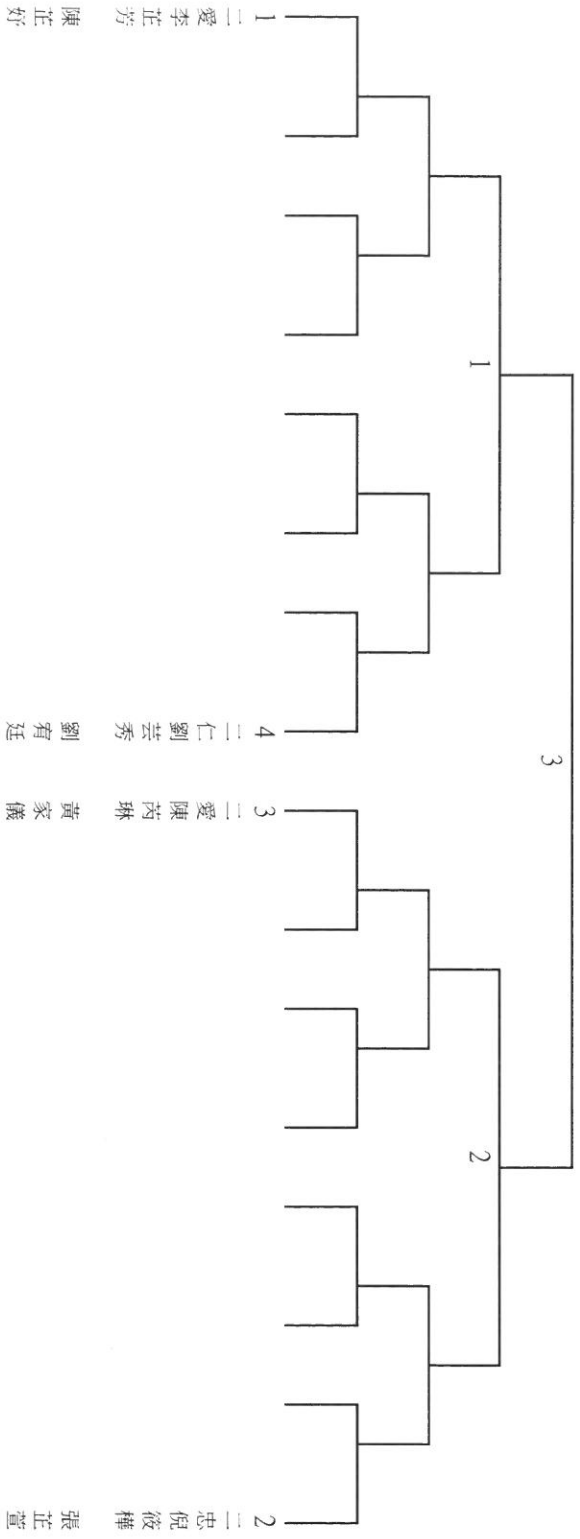 3
1
2
1 二愛李芷芳 陳芷妤
4 二仁劉芸秀 劉宥廷
3 二愛陳芮琳 黃家儀
2 二忠倪筱樺 張芷萱